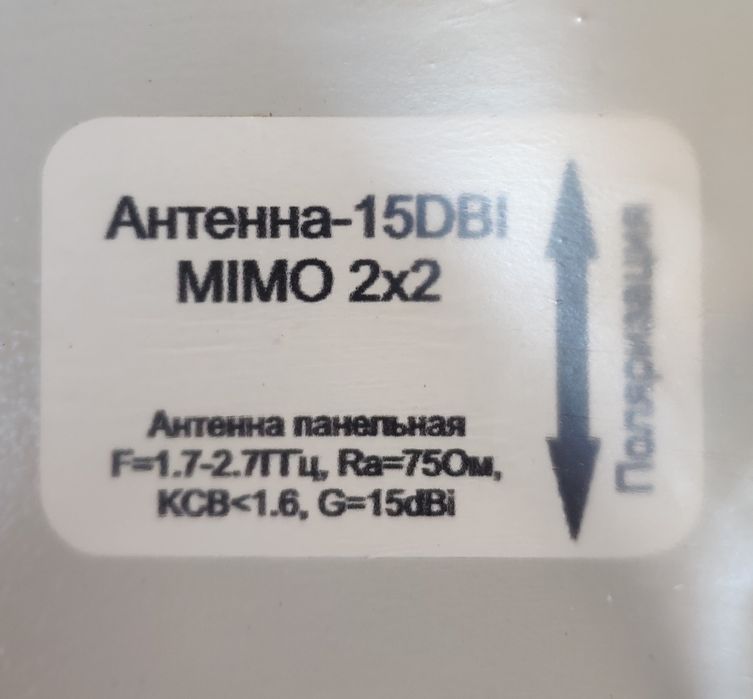 Антенна-15DBI
MIMO 2x2
Антенна панельная
F=1.7-2.7ГГц, Ra=75Ом,
КСВ<1.6, G=15dBi
Поляризация